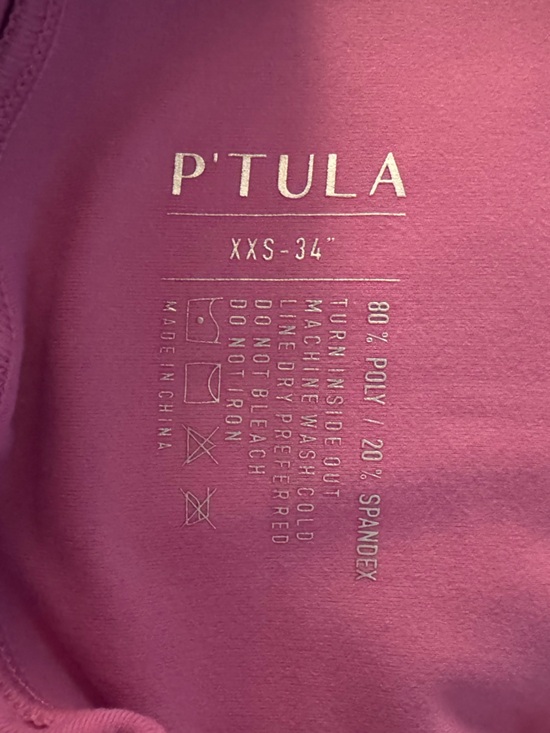 P'TULA
XXS-34"
80% POLY / 20% SPANDEX
TURN INSIDE OUT
MACHINE WASH COLD
LINE DRY PREFERRED
DO NOT BLEACH
DO NOT IRON
MADE IN CHINA